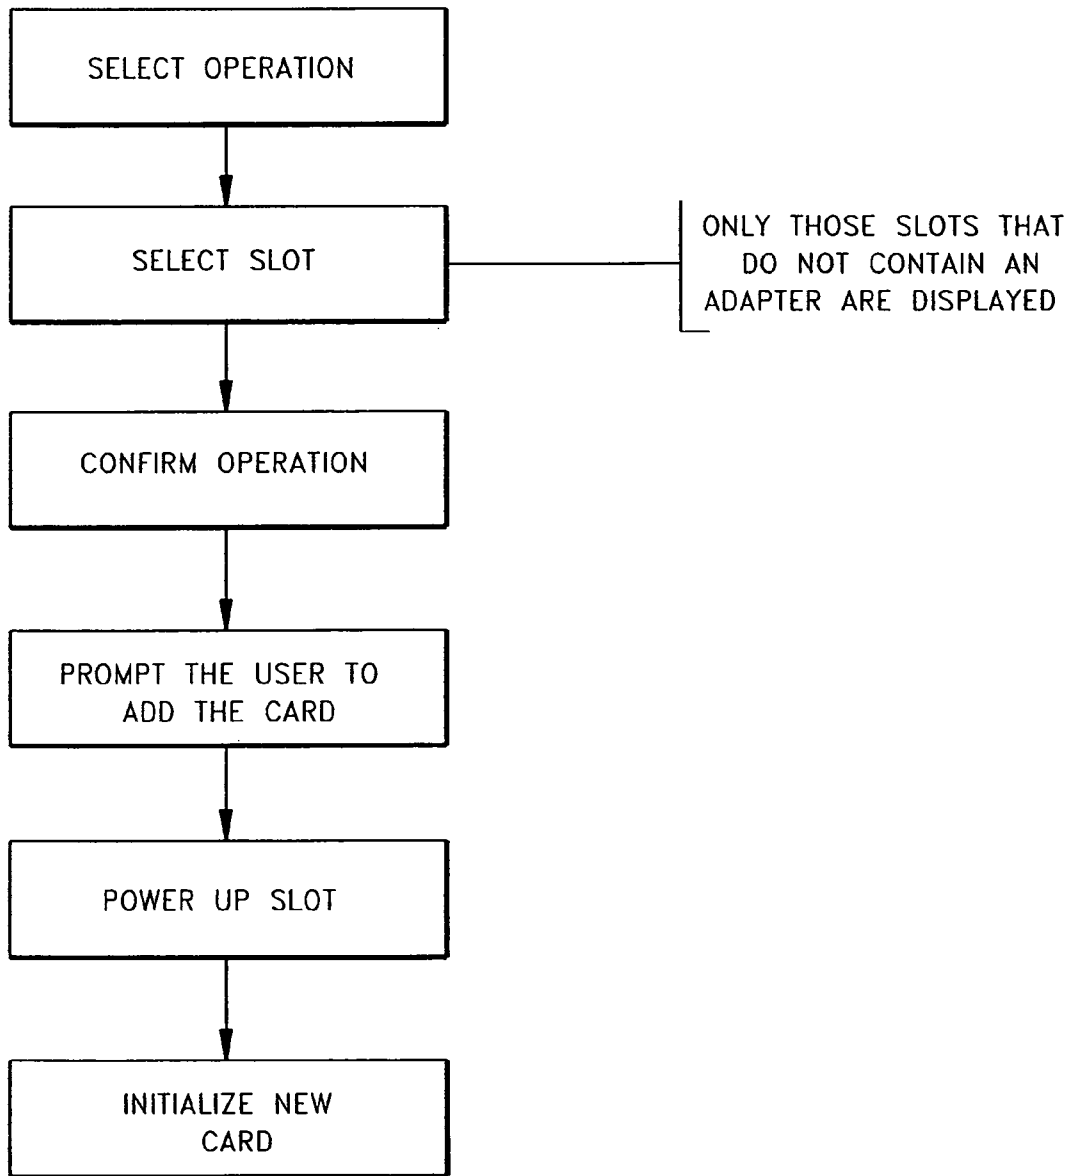 SELECT OPERATION
SELECT SLOT
ONLY THOSE SLOTS THAT
DO NOT CONTAIN AN
ADAPTER ARE DISPLAYED
CONFIRM OPERATION
PROMPT THE USER TO
ADD THE CARD
POWER UP SLOT
INITIALIZE NEW
CARD